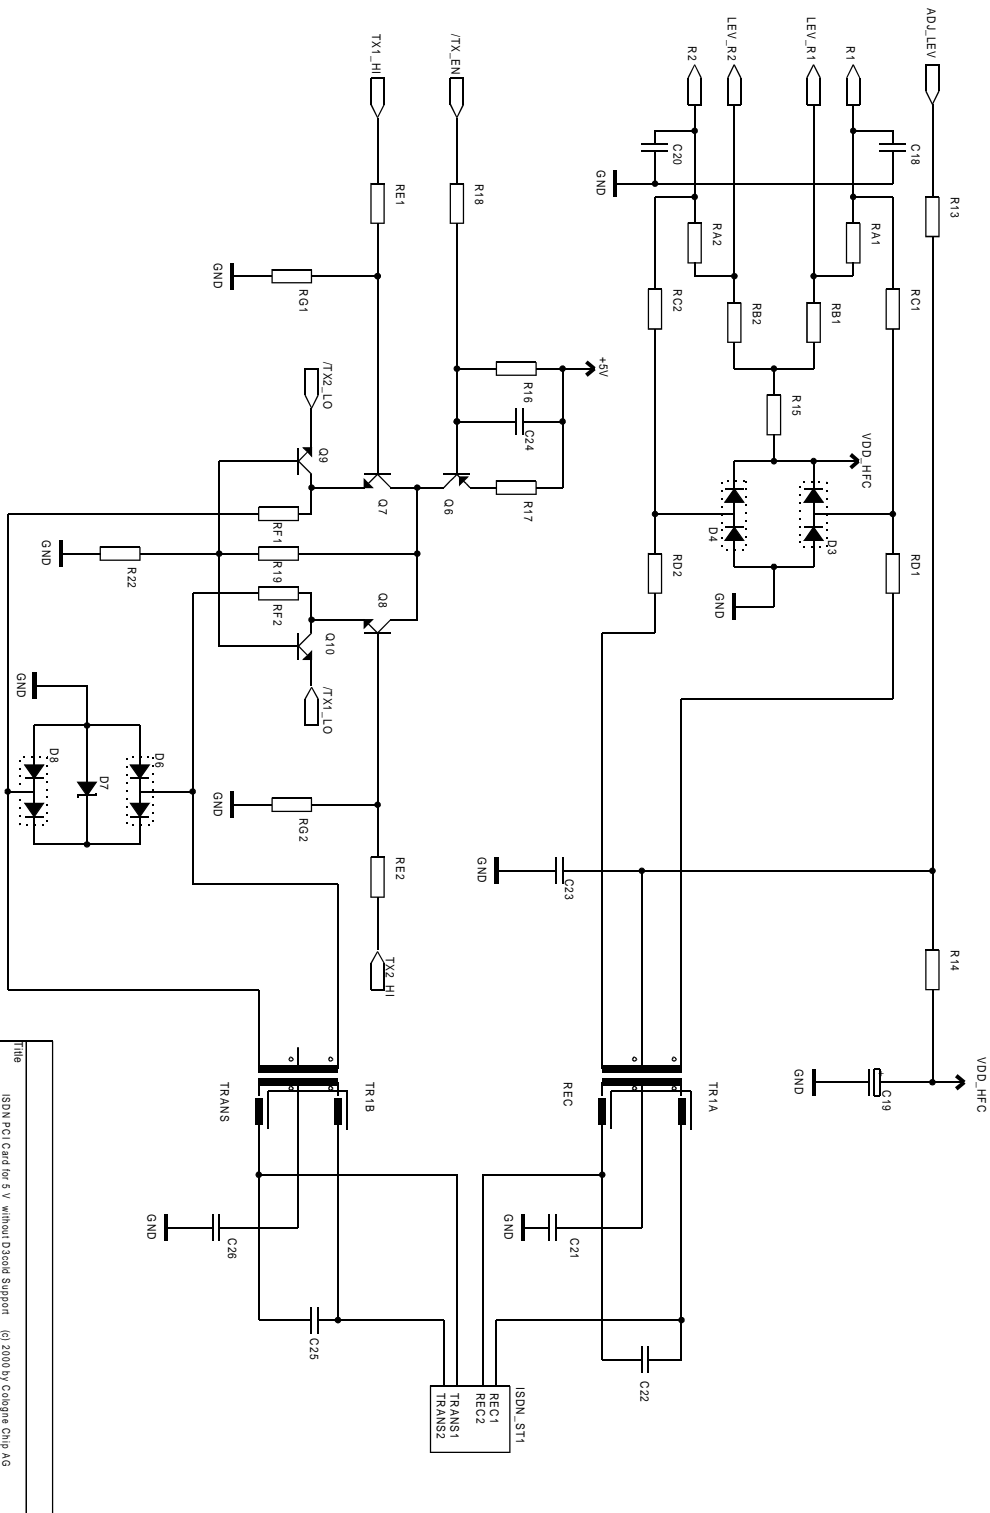 ADJ_LEV
R13
R14
VDD_HFC
C19
+
GND
R1
C18
RA1
RC1
LEV_R1
RB1
R15
VDD_HFC
D3
RD1
LEV_R2
RB2
D4
GND
R2
C20
GND
RA2
RC2
RD2
C23
GND
TR1A
REC
C21
GND
C22
ISDN_ST1
REC1
REC2
TRANS1
TRANS2
+5V
R16
C24
R17
/TX_EN
R18
Q6
TX1_HI
RE1
RG1
GND
Q7
Q8
RE2
TX2_HI
RG2
GND
/TX2_LO
Q9
RF1
R19
RF2
Q10
/TX1_LO
R22
GND
TR1B
TRANS
C26
GND
C25
GND
D6
D7
D8
Title
ISDN PCI Card for 5 V without D3cold Support (c) 2000 by Cologne Chip AG